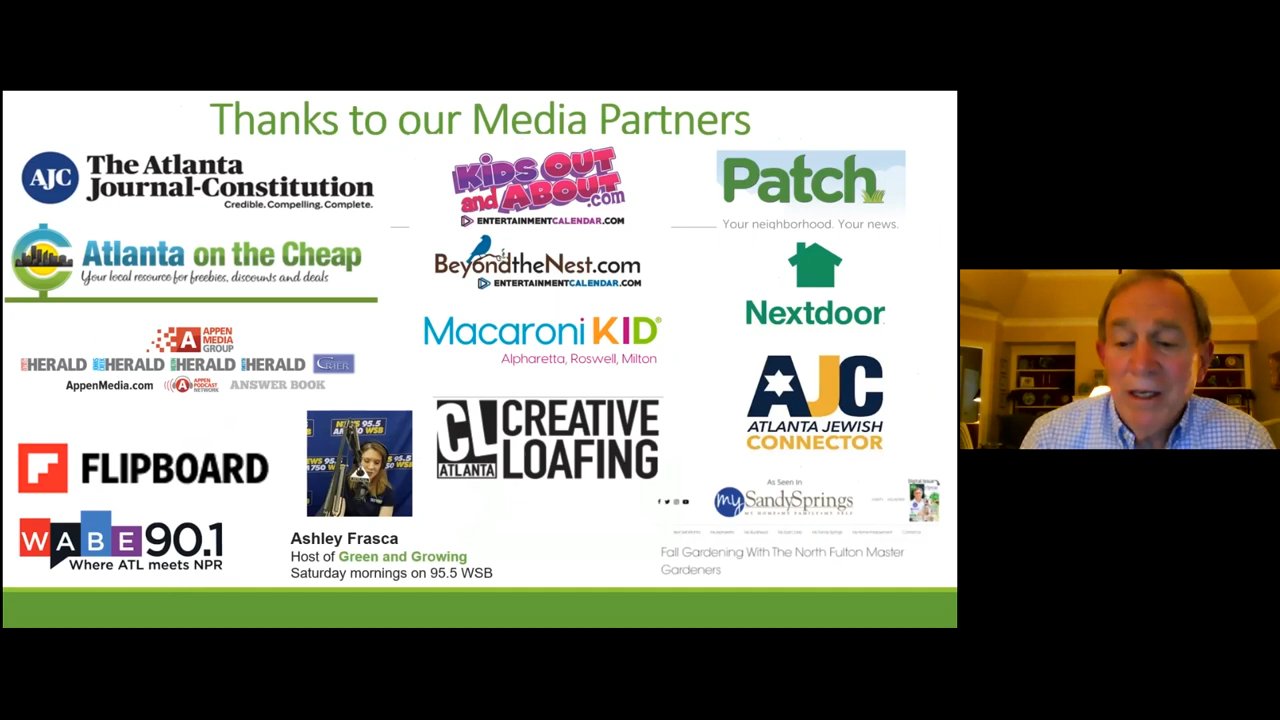 Thanks to our Media Partners
AJC
The Atlanta
Journal-Constitution
Credible. Compelling. Complete.
KIDS OUT
and ABOUT
.com
ENTERTAINMENTCALENDAR.COM
Patch
Your neighborhood. Your news.
Atlanta on the Cheap
Your local resource for freebies, discounts and deals
BeyondtheNest.com
ENTERTAINMENTCALENDAR.COM
Nextdoor
APPEN
MEDIA
GROUP
HERALD HERALD HERALD HERALD
AppenMedia.com
APPEN
PODCAST
NETWORK
ANSWER BOOK
Macaroni KID®
Alpharetta, Roswell, Milton
AJC
ATLANTA JEWISH
CONNECTOR
FLIPBOARD
CL
ATLANTA
CREATIVE
LOAFING
As Seen In
my SandySprings
Fall Gardening With The North Fulton Master
Gardeners
WABE 90.1
Where ATL meets NPR
Ashley Frasca
Host of Green and Growing
Saturday mornings on 95.5 WSB